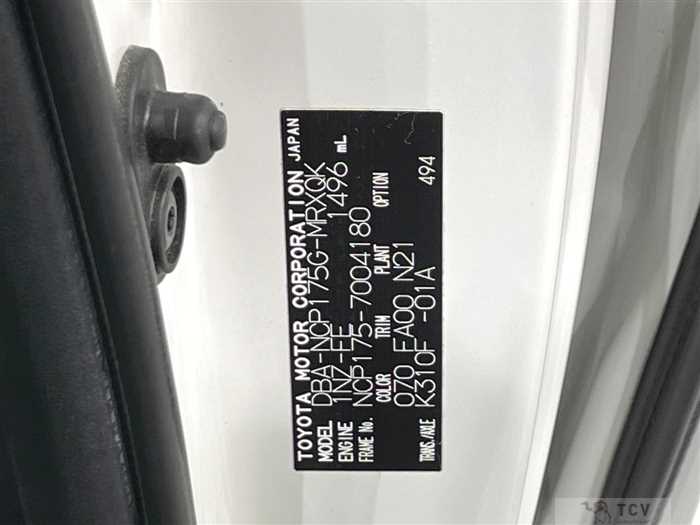 TOYOTA MOTOR CORPORATION JAPAN
MODEL DBA-NCP175G-MRXQK
ENGINE 1NZ-FE 1496 mL
FRAME No. NCP175-7004180
COLOR TRIM PLANT OPTION
070 EA00 N21
TRANS./AXLE K310F -01A 494
TCV